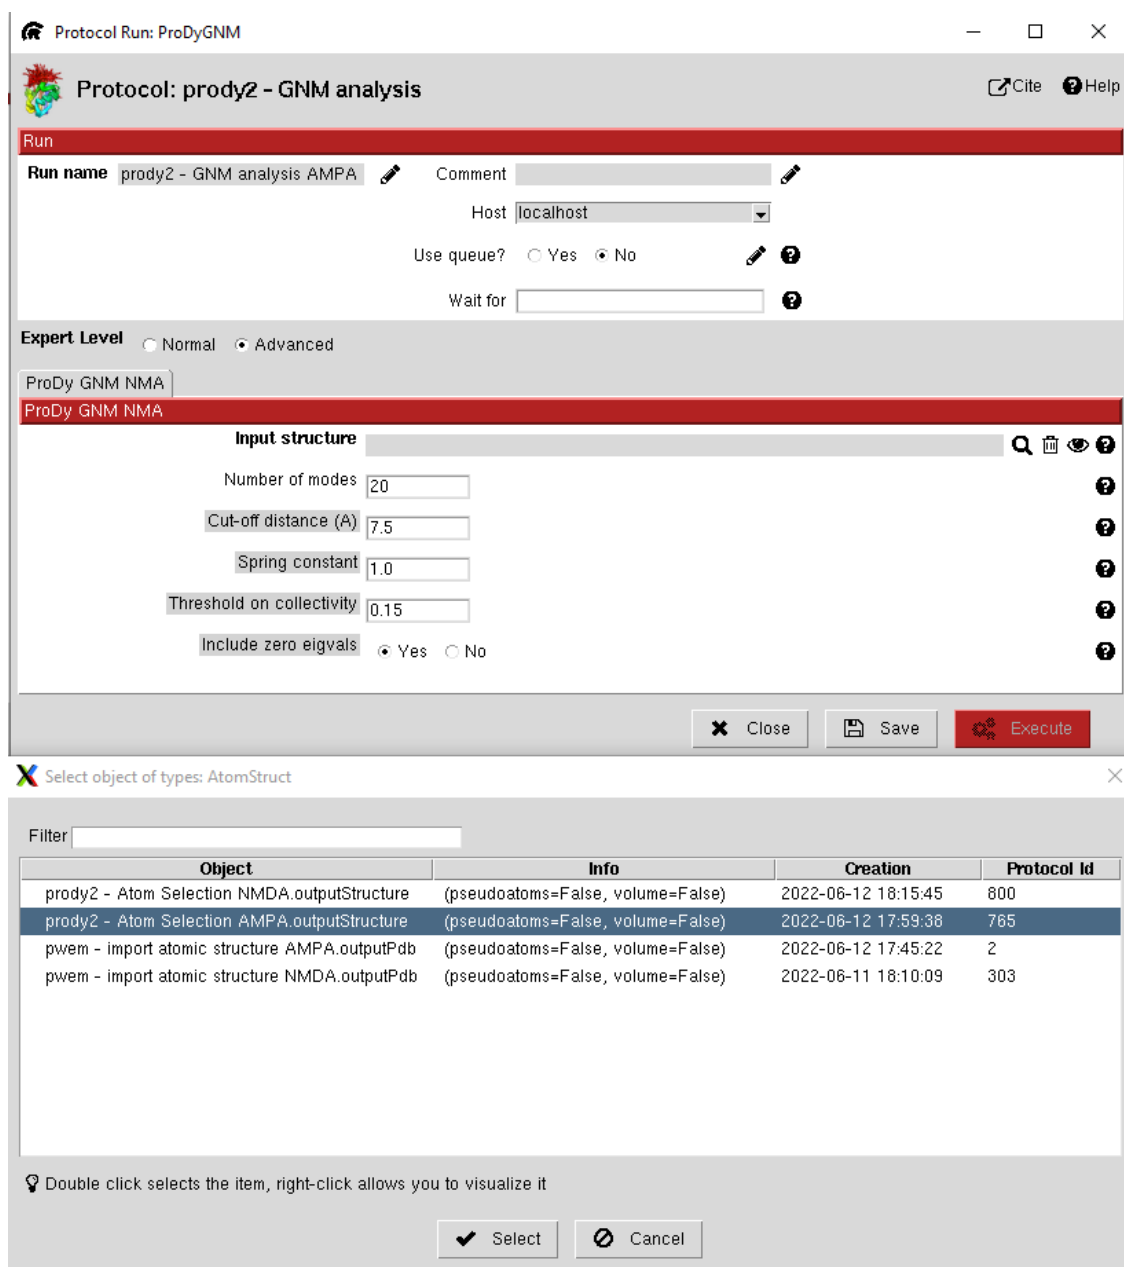 Protocol Run: ProDyGNM
Protocol: prody2 - GNM analysis
Cite
Help
Run
Run name prody2 - GNM analysis AMPA Comment
Host localhost
Use queue? Yes No
Wait for
Expert Level Normal Advanced
ProDy GNM NMA
ProDy GNM NMA
Input structure
Number of modes 20
Cut-off distance (A) 7.5
Spring constant 1.0
Threshold on collectivity 0.15
Include zero eigvals Yes No
Close Save Execute
Select object of types: AtomStruct
Filter
Object Info Creation Protocol Id
prody2 - Atom Selection NMDA.outputStructure (pseudoatoms=False, volume=False) 2022-06-12 18:15:45 800
prody2 - Atom Selection AMPA.outputStructure (pseudoatoms=False, volume=False) 2022-06-12 17:59:38 765
pwem - import atomic structure AMPA.outputPdb (pseudoatoms=False, volume=False) 2022-06-12 17:45:22 2
pwem - import atomic structure NMDA.outputPdb (pseudoatoms=False, volume=False) 2022-06-11 18:10:09 303
Double click selects the item, right-click allows you to visualize it
Select Cancel